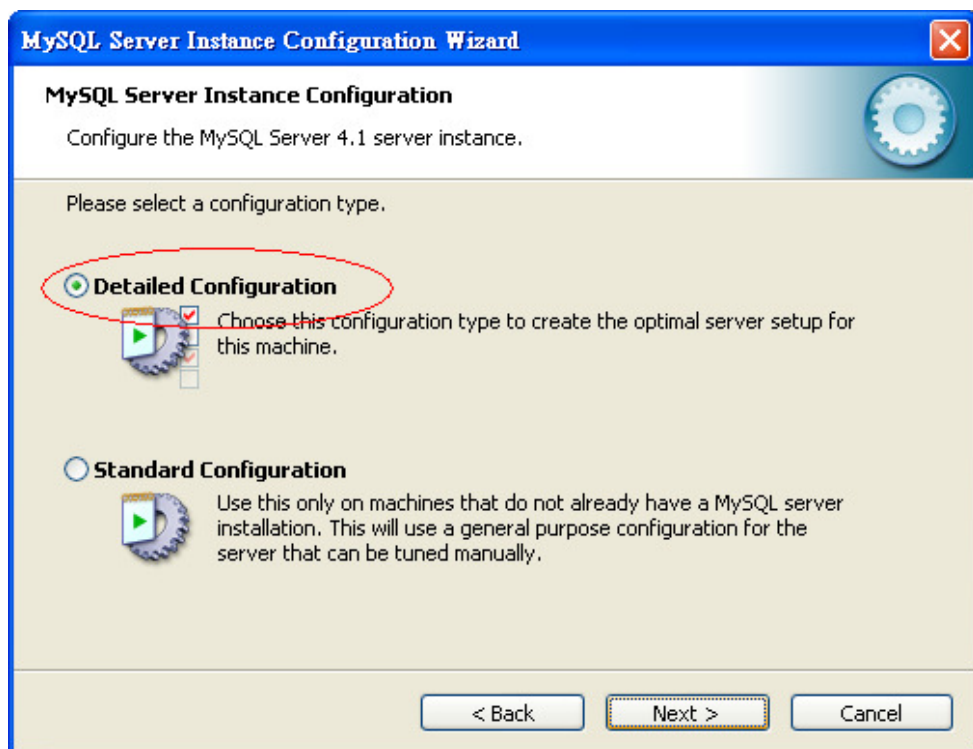 MySQL Server Instance Configuration Wizard
MySQL Server Instance Configuration
Configure the MySQL Server 4.1 server instance.
Please select a configuration type.
Detailed Configuration
Choose this configuration type to create the optimal server setup for
this machine.
Standard Configuration
Use this only on machines that do not already have a MySQL server
installation. This will use a general purpose configuration for the
server that can be tuned manually.
< Back
Next >
Cancel